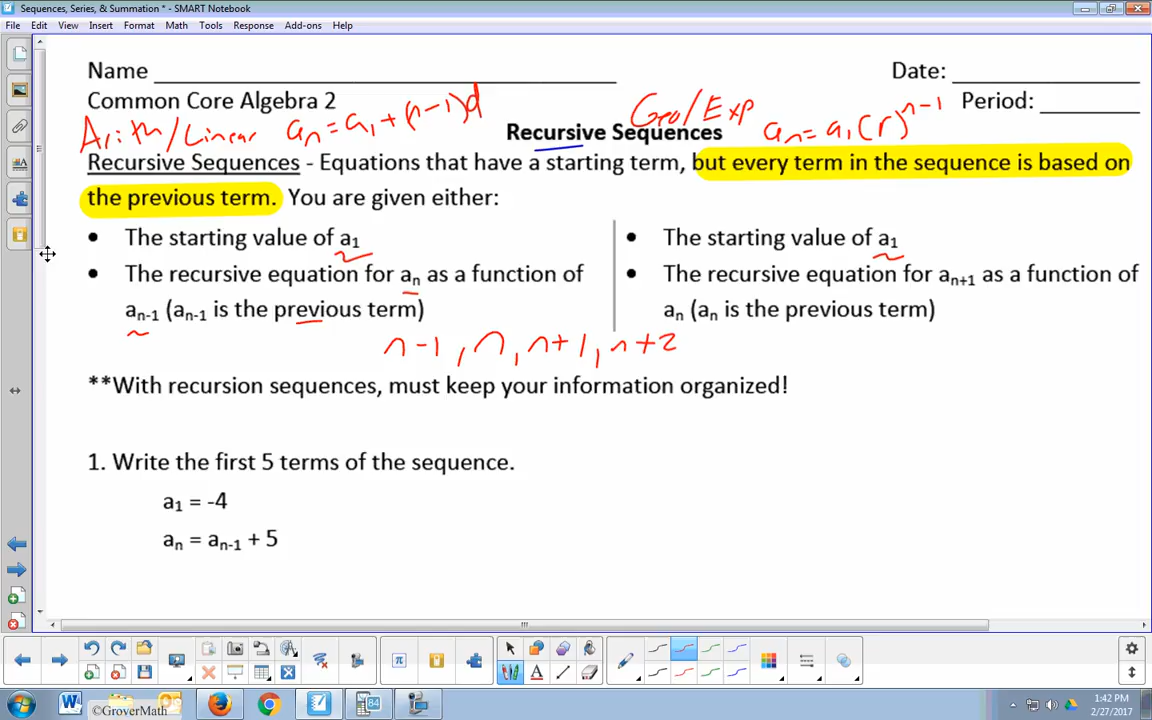 Sequences, Series, & Summation * - SMART Notebook
File Edit View Insert Format Math Tools Response Add-ons Help
Name
Date:
Common Core Algebra 2
Period:
Arith/Linear aₙ = a₁ + (n-1)d
Geo/Exp aₙ = a₁(r)ⁿ⁻¹
Recursive Sequences
Recursive Sequences - Equations that have a starting term, but every term in the sequence is based on
the previous term. You are given either:
• The starting value of a₁
• The recursive equation for aₙ as a function of
aₙ₋₁ (aₙ₋₁ is the previous term)
• The starting value of a₁
• The recursive equation for aₙ₊₁ as a function of
aₙ (aₙ is the previous term)
n-1, n, n+1, n+2
**With recursion sequences, must keep your information organized!
1. Write the first 5 terms of the sequence.
a₁ = -4
aₙ = aₙ₋₁ + 5
©GroverMath
84
1:42 PM
2/27/2017